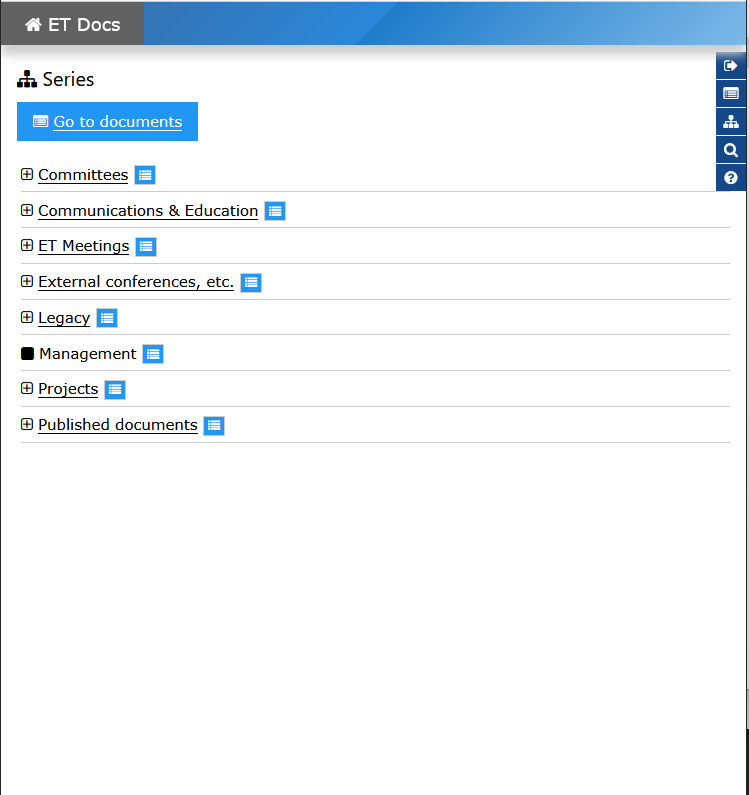 ET Docs
Series
Go to documents
Committees
Communications & Education
ET Meetings
External conferences, etc.
Legacy
Management
Projects
Published documents